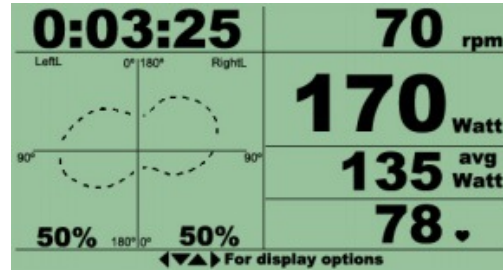 0:03:25
70 rpm
LeftL 0° 180° RightL
170 Watt
90° 90°
135 avg Watt
50% 180° 0° 50%
78
For display options